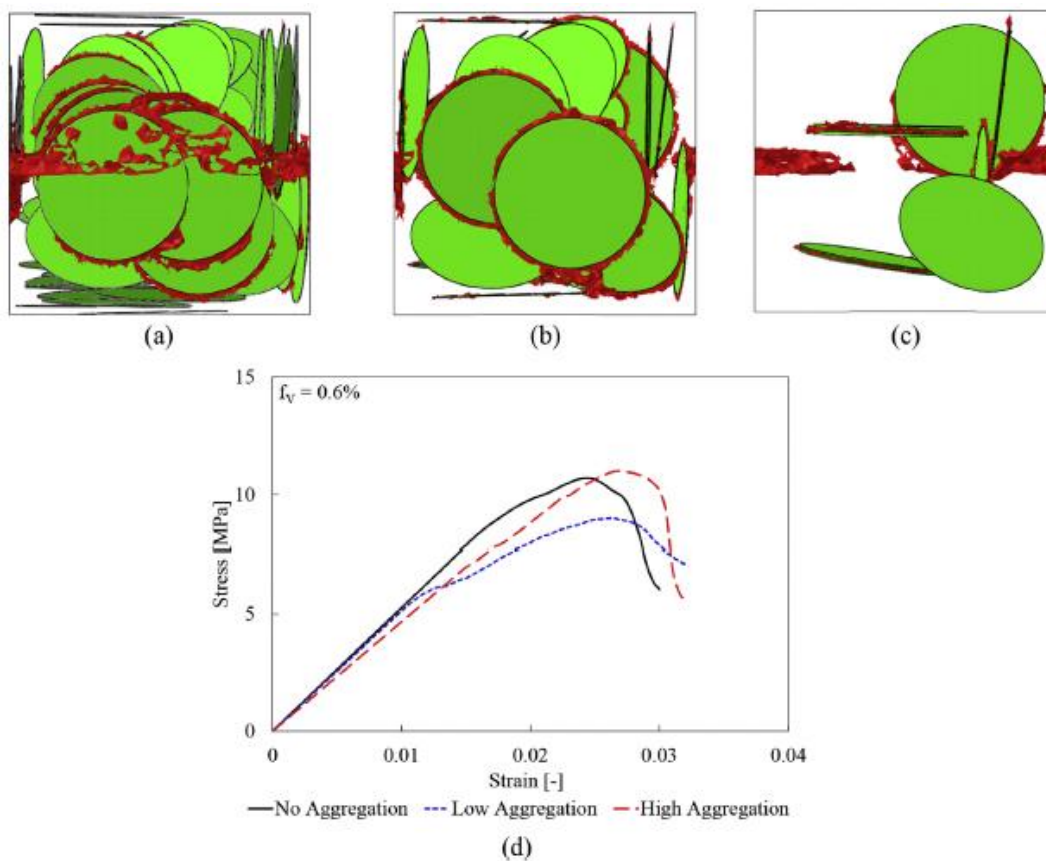 (a)
(b)
(c)
15
f_V = 0.6%
10
5
0
Stress [MPa]
0 0.01 0.02 0.03 0.04
Strain [-]
No Aggregation Low Aggregation High Aggregation
(d)